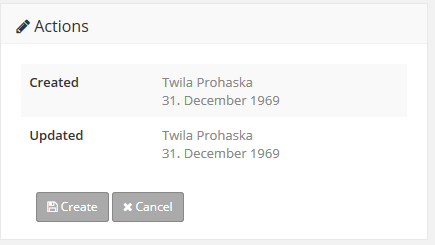 Actions
Created
Twila Prohaska
31. December 1969
Updated
Twila Prohaska
31. December 1969
Create
Cancel